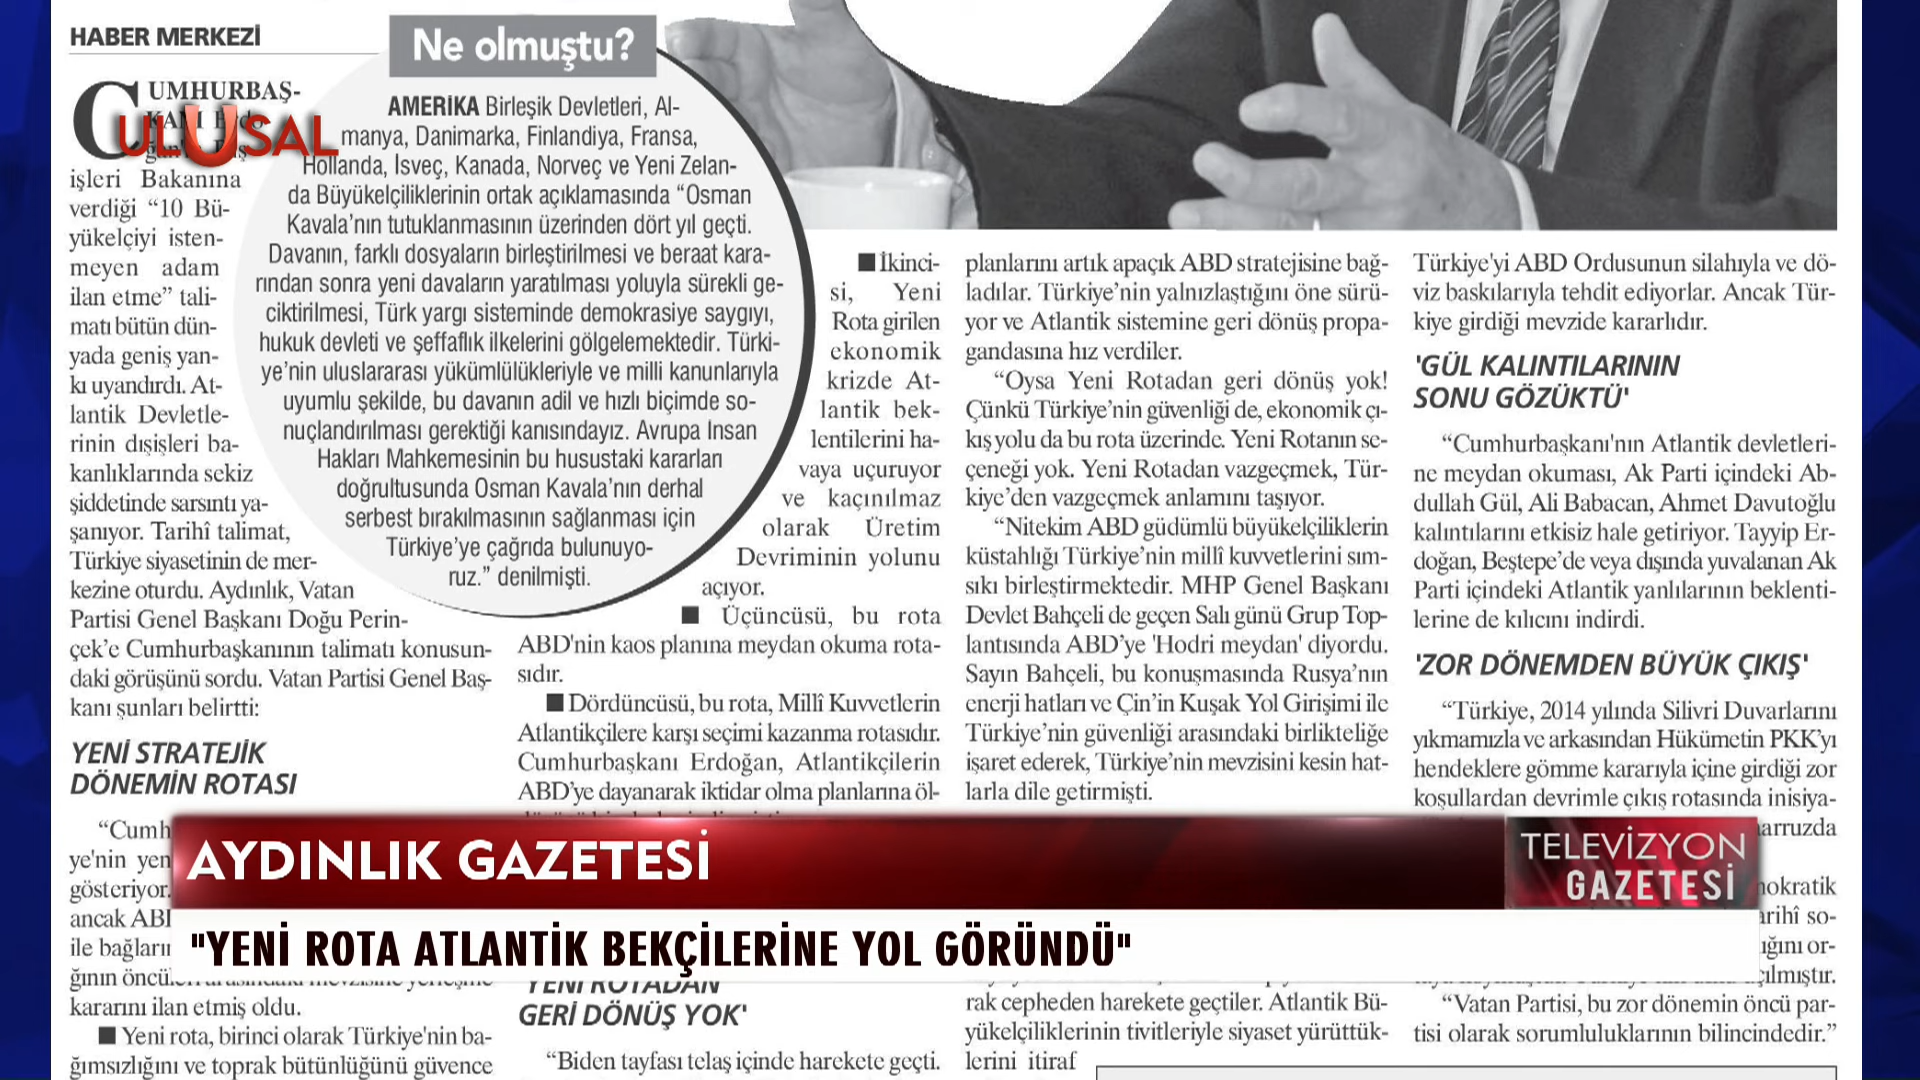 HABER MERKEZİ
Ne olmuştu?
ULUSAL
CUMHURBAŞ-
işleri Bakanına
verdiği “10 Bü-
yükelçiyi isten-
meyen adam
ilan etme” tali-
matı bütün dün-
yada geniş yan-
kı uyandırdı. At-
lantik Devletle-
rinin dışişleri ba-
kanlıklarında sekiz
şiddetinde sarsıntı ya-
şanıyor. Tarihî talimat,
Türkiye siyasetinin de mer-
kezine oturdu. Aydınlık, Vatan
Partisi Genel Başkanı Doğu Perin-
çek’e Cumhurbaşkanının talimatı konusun-
daki görüşünü sordu. Vatan Partisi Genel Baş-
kanı şunları belirtti:
YENİ STRATEJİK
DÖNEMİN ROTASI
“Cumh
ye'nin yen
gösteriyor.
ancak ABI
ile bağların
ğının öncü
kararını ilan etmiş oldu.
■ Yeni rota, birinci olarak Türkiye'nin ba-
ğımsızlığını ve toprak bütünlüğünü güvence
AMERİKA Birleşik Devletleri, Al-
manya, Danimarka, Finlandiya, Fransa,
Hollanda, İsveç, Kanada, Norveç ve Yeni Zelan-
da Büyükelçiliklerinin ortak açıklamasında “Osman
Kavala’nın tutuklanmasının üzerinden dört yıl geçti.
Davanın, farklı dosyaların birleştirilmesi ve beraat kara-
rından sonra yeni davaların yaratılması yoluyla sürekli ge-
ciktirilmesi, Türk yargı sisteminde demokrasiye saygıyı,
hukuk devleti ve şeffaflık ilkelerini gölgelemektedir. Türki-
ye’nin uluslararası yükümlülükleriyle ve milli kanunlarıyla
uyumlu şekilde, bu davanın adil ve hızlı biçimde so-
nuçlandırılması gerektiği kanısındayız. Avrupa İnsan
Hakları Mahkemesinin bu husustaki kararları
doğrultusunda Osman Kavala’nın derhal
serbest bırakılmasının sağlanması için
Türkiye’ye çağrıda bulunuyo-
ruz.” denilmişti.
■ İkinci-
si, Yeni
Rota girilen
ekonomik
krizde At-
lantik bek-
lentilerini ha-
vaya uçuruyor
ve kaçınılmaz
olarak Üretim
Devriminin yolunu
açıyor.
■ Üçüncüsü, bu rota
ABD'nin kaos planına meydan okuma rota-
sıdır.
■ Dördüncüsü, bu rota, Millî Kuvvetlerin
Atlantikçilere karşı seçimi kazanma rotasıdır.
Cumhurbaşkanı Erdoğan, Atlantikçilerin
ABD’ye dayanarak iktidar olma planlarına öl-
'YENİ ROTADAN
GERİ DÖNÜŞ YOK'
“Biden tayfası telaş içinde harekete geçti.
planlarını artık apaçık ABD stratejisine bağ-
ladılar. Türkiye’nin yalnızlaştığını öne sürü-
yor ve Atlantik sistemine geri dönüş propa-
gandasına hız verdiler.
“Oysa Yeni Rotadan geri dönüş yok!
Çünkü Türkiye’nin güvenliği de, ekonomik çı-
kış yolu da bu rota üzerinde. Yeni Rotanın se-
çeneği yok. Yeni Rotadan vazgeçmek, Tür-
kiye’den vazgeçmek anlamını taşıyor.
“Nitekim ABD güdümlü büyükelçiliklerin
küstahlığı Türkiye’nin millî kuvvetlerini sım-
sıkı birleştirmektedir. MHP Genel Başkanı
Devlet Bahçeli de geçen Salı günü Grup Top-
lantısında ABD’ye 'Hodri meydan' diyordu.
Sayın Bahçeli, bu konuşmasında Rusya’nın
enerji hatları ve Çin’in Kuşak Yol Girişimi ile
Türkiye’nin güvenliği arasındaki birlikteliğe
işaret ederek, Türkiye’nin mevzisini kesin hat-
larla dile getirmişti.
rak cepheden harekete geçtiler. Atlantik Bü-
yükelçiliklerinin tivitleriyle siyaset yürüttük-
lerini itiraf
Türkiye'yi ABD Ordusunun silahıyla ve dö-
viz baskılarıyla tehdit ediyorlar. Ancak Tür-
kiye girdiği mevzide kararlıdır.
'GÜL KALINTILARININ
SONU GÖZÜKTÜ'
“Cumhurbaşkanı'nın Atlantik devletleri-
ne meydan okuması, Ak Parti içindeki Ab-
dullah Gül, Ali Babacan, Ahmet Davutoğlu
kalıntılarını etkisiz hale getiriyor. Tayyip Er-
doğan, Beştepe’de veya dışında yuvalanan Ak
Parti içindeki Atlantik yanlılarının beklenti-
lerine de kılıcını indirdi.
'ZOR DÖNEMDEN BÜYÜK ÇIKIŞ'
“Türkiye, 2014 yılında Silivri Duvarlarını
yıkmamızla ve arkasından Hükümetin PKK’yı
hendeklere gömme kararıyla içine girdiği zor
koşullardan devrimle çıkış rotasında inisiya-
arruzda
nokratik
arihî so-
ığını or-
çılmıştır.
“Vatan Partisi, bu zor dönemin öncü par-
tisi olarak sorumluluklarının bilincindedir.”
AYDINLIK GAZETESİ
TELEVİZYON
GAZETESİ
"YENİ ROTA ATLANTİK BEKÇİLERİNE YOL GÖRÜNDÜ"